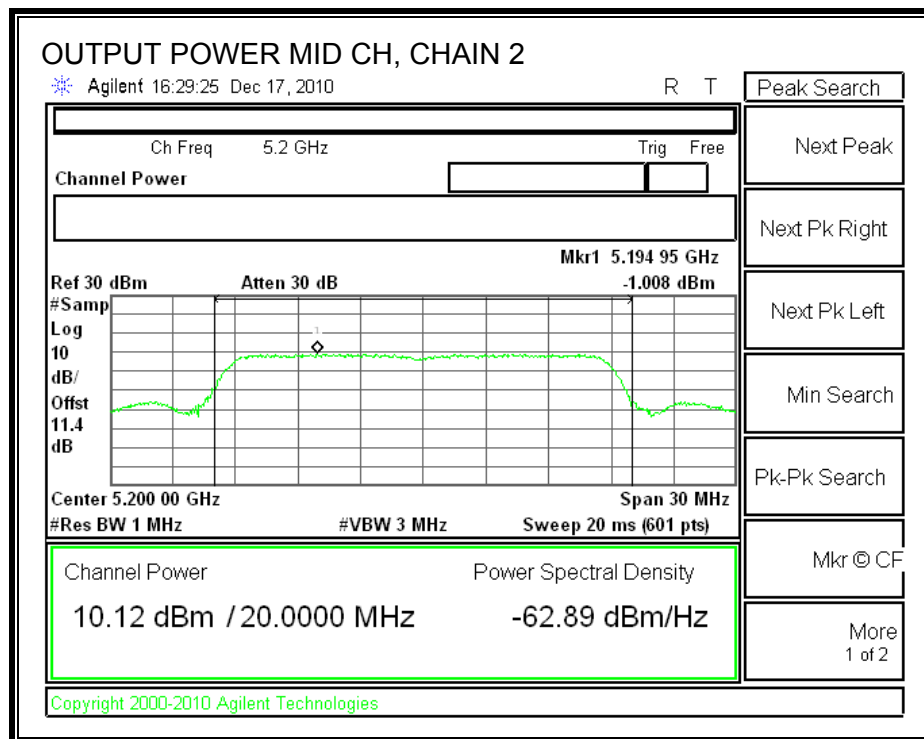 OUTPUT POWER MID CH, CHAIN 2
Agilent 16:29:25 Dec 17, 2010 R T
Peak Search
Ch Freq 5.2 GHz Trig Free
Next Peak
Channel Power
Next Pk Right
Mkr1 5.194 95 GHz
Ref 30 dBm Atten 30 dB -1.008 dBm
#Samp
Log
10
dB/
Offst
11.4
dB
1
Next Pk Left
Min Search
Pk-Pk Search
Center 5.200 00 GHz Span 30 MHz
#Res BW 1 MHz #VBW 3 MHz Sweep 20 ms (601 pts)
Mkr © CF
Channel Power Power Spectral Density
10.12 dBm / 20.0000 MHz -62.89 dBm/Hz
More
1 of 2
Copyright 2000-2010 Agilent Technologies